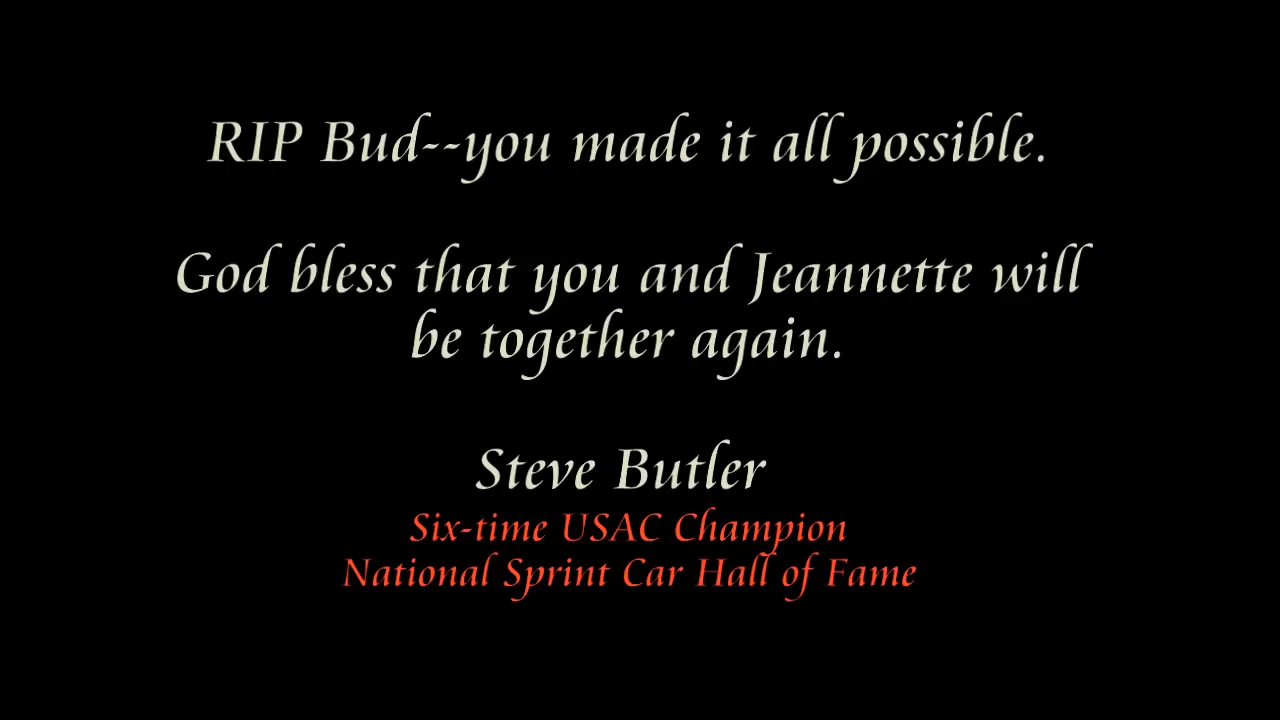 RIP Bud--you made it all possible.
God bless that you and Jeannette will
be together again.
Steve Butler
Six-time USAC Champion
National Sprint Car Hall of Fame